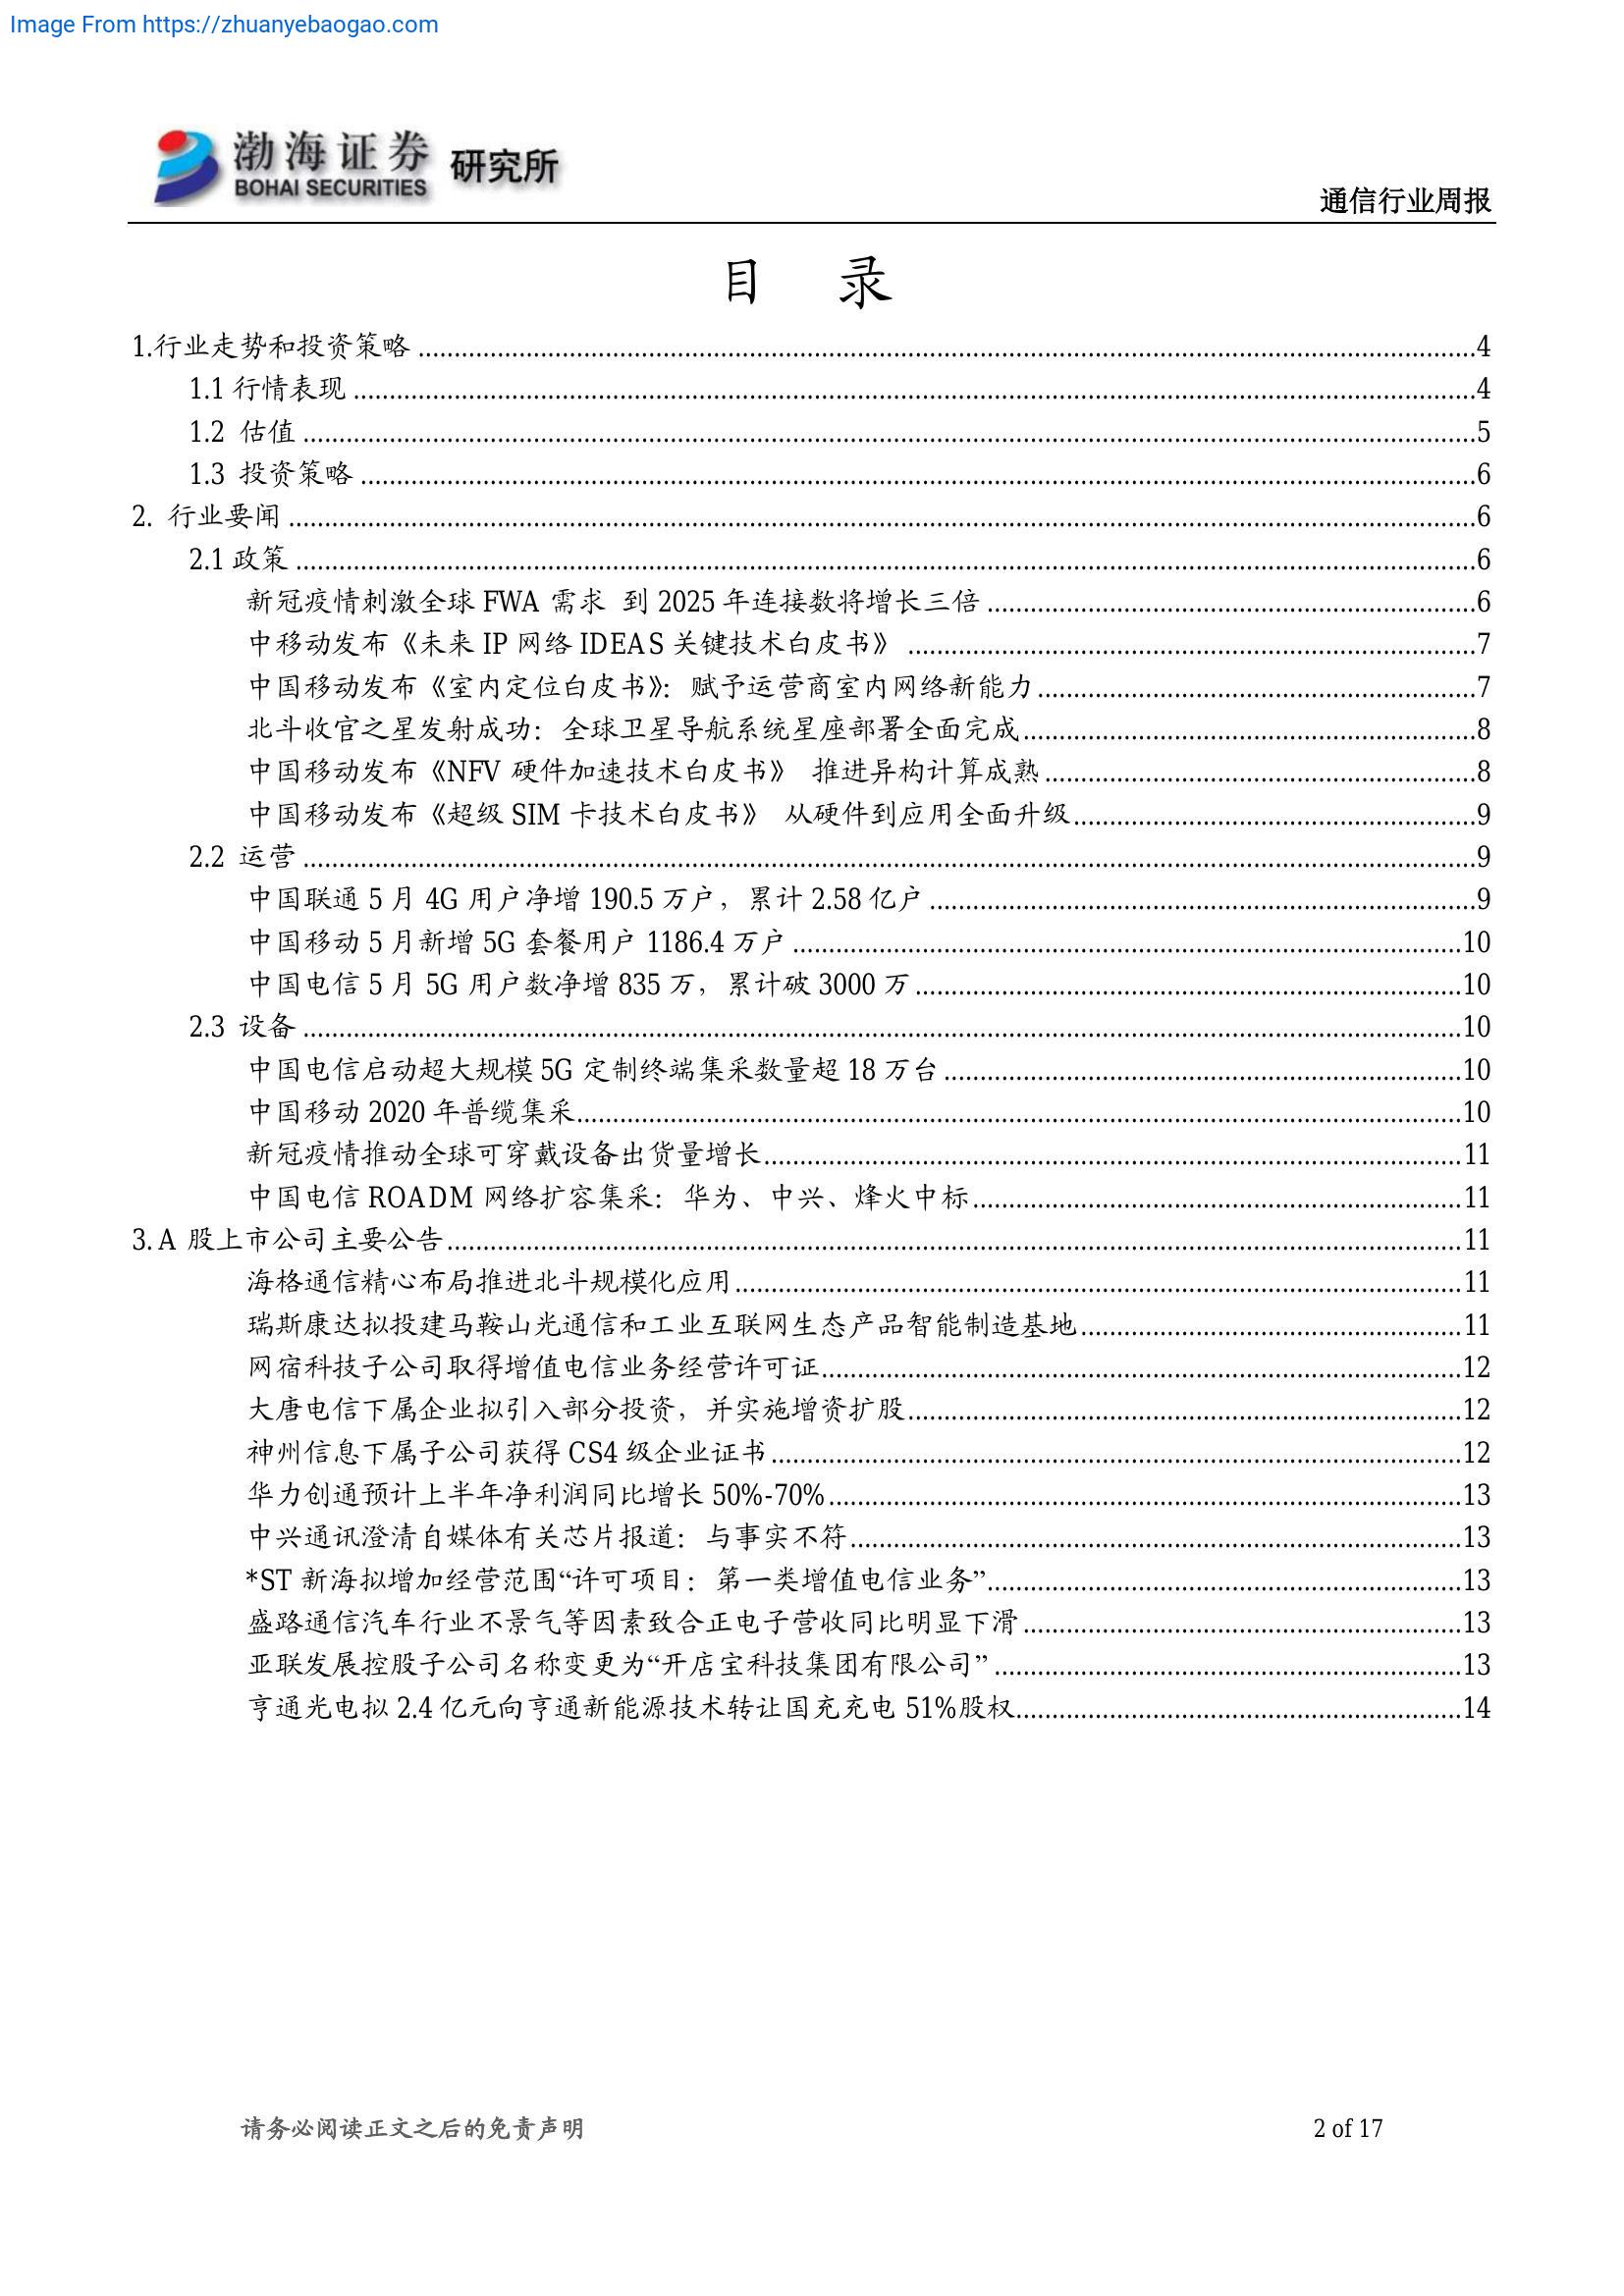 Image From https://zhuanyebaogao.com
渤海证券 研究所
BOHAI SECURITIES
通信行业周报
目 录
1.行业走势和投资策略 ........ 4
1.1 行情表现 ........ 4
1.2 估值 ........ 5
1.3 投资策略 ........ 6
2. 行业要闻 ........ 6
2.1 政策 ........ 6
新冠疫情刺激全球 FWA 需求 到 2025 年连接数将增长三倍 ........ 6
中移动发布《未来 IP 网络 IDEAS 关键技术白皮书》 ........ 7
中国移动发布《室内定位白皮书》：赋予运营商室内网络新能力 ........ 7
北斗收官之星发射成功：全球卫星导航系统星座部署全面完成 ........ 8
中国移动发布《NFV 硬件加速技术白皮书》 推进异构计算成熟 ........ 8
中国移动发布《超级 SIM 卡技术白皮书》 从硬件到应用全面升级 ........ 9
2.2 运营 ........ 9
中国联通 5 月 4G 用户净增 190.5 万户，累计 2.58 亿户 ........ 9
中国移动 5 月新增 5G 套餐用户 1186.4 万户 ........ 10
中国电信 5 月 5G 用户数净增 835 万，累计破 3000 万 ........ 10
2.3 设备 ........ 10
中国电信启动超大规模 5G 定制终端集采数量超 18 万台 ........ 10
中国移动 2020 年普缆集采 ........ 10
新冠疫情推动全球可穿戴设备出货量增长 ........ 11
中国电信 ROADM 网络扩容集采：华为、中兴、烽火中标 ........ 11
3. A 股上市公司主要公告 ........ 11
海格通信精心布局推进北斗规模化应用 ........ 11
瑞斯康达拟投建马鞍山光通信和工业互联网生态产品智能制造基地 ........ 11
网宿科技子公司取得增值电信业务经营许可证 ........ 12
大唐电信下属企业拟引入部分投资，并实施增资扩股 ........ 12
神州信息下属子公司获得 CS4 级企业证书 ........ 12
华力创通预计上半年净利润同比增长 50%-70% ........ 13
中兴通讯澄清自媒体有关芯片报道：与事实不符 ........ 13
*ST 新海拟增加经营范围“许可项目：第一类增值电信业务” ........ 13
盛路通信汽车行业不景气等因素致合正电子营收同比明显下滑 ........ 13
亚联发展控股子公司名称变更为“开店宝科技集团有限公司” ........ 13
亨通光电拟 2.4 亿元向亨通新能源技术转让国充充电 51%股权 ........ 14
请务必阅读正文之后的免责声明
2 of 17